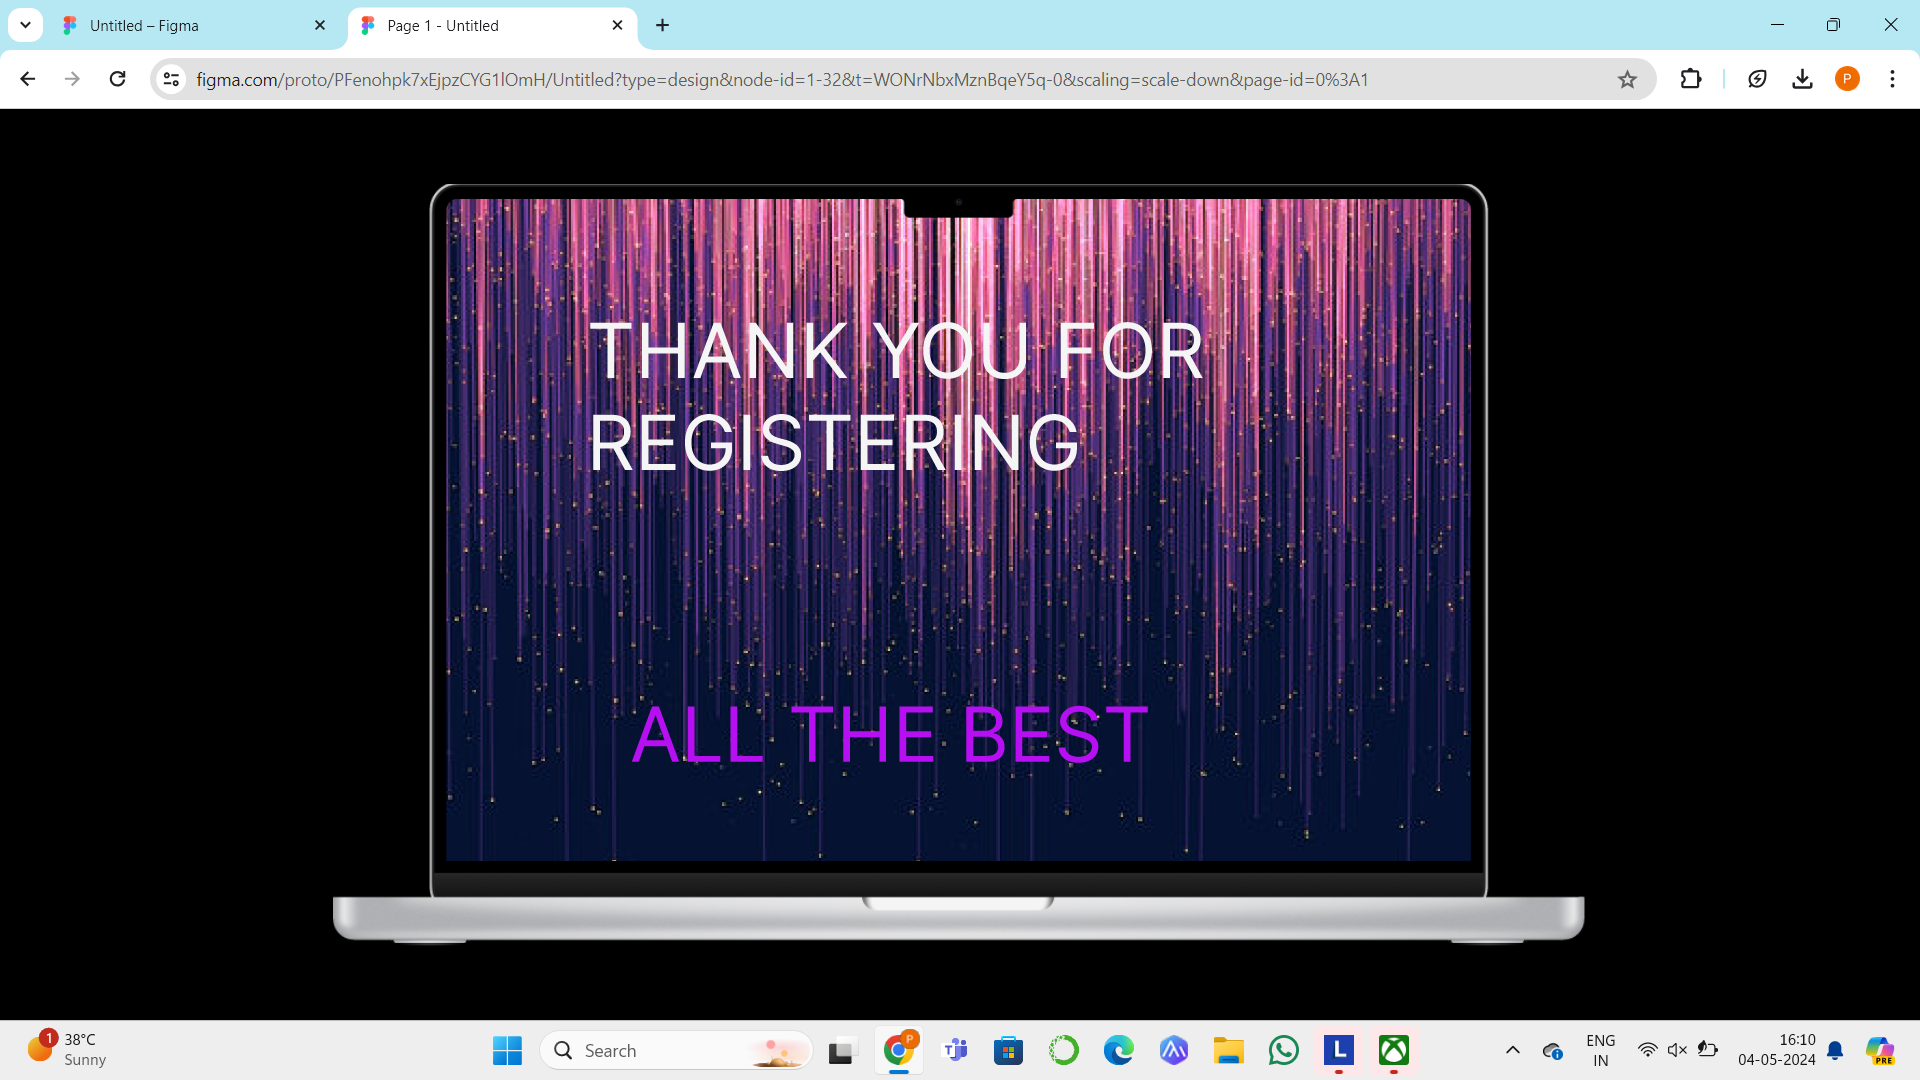 Untitled – Figma
Page 1 - Untitled
figma.com/proto/PFenohpk7xEjpzCYG1lOmH/Untitled?type=design&node-id=1-32&t=WONrNbxMznBqeY5q-0&scaling=scale-down&page-id=0%3A1
P
THANK YOU FOR
REGISTERING
ALL THE BEST
1
38°C
Sunny
Search
P
T
L
ENG
IN
16:10
04-05-2024
PRE